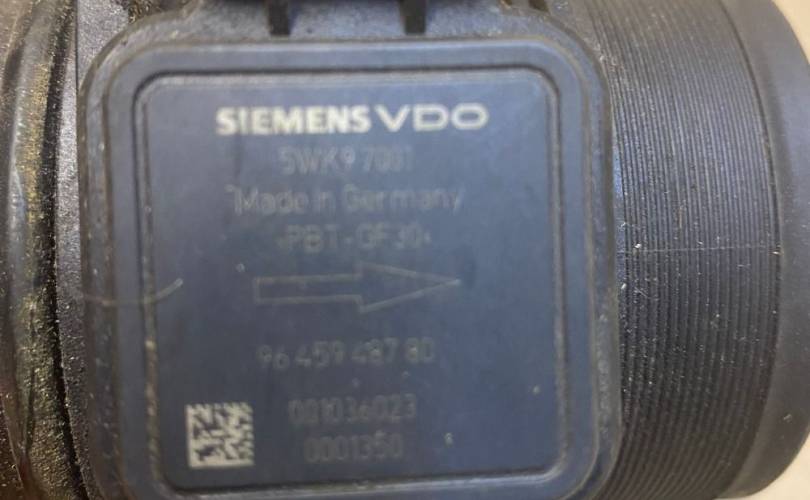 SIEMENS VDO
5WK9 7001
Made in Germany
>PBT-GF30<
96 459 487 80
001036023
0001350